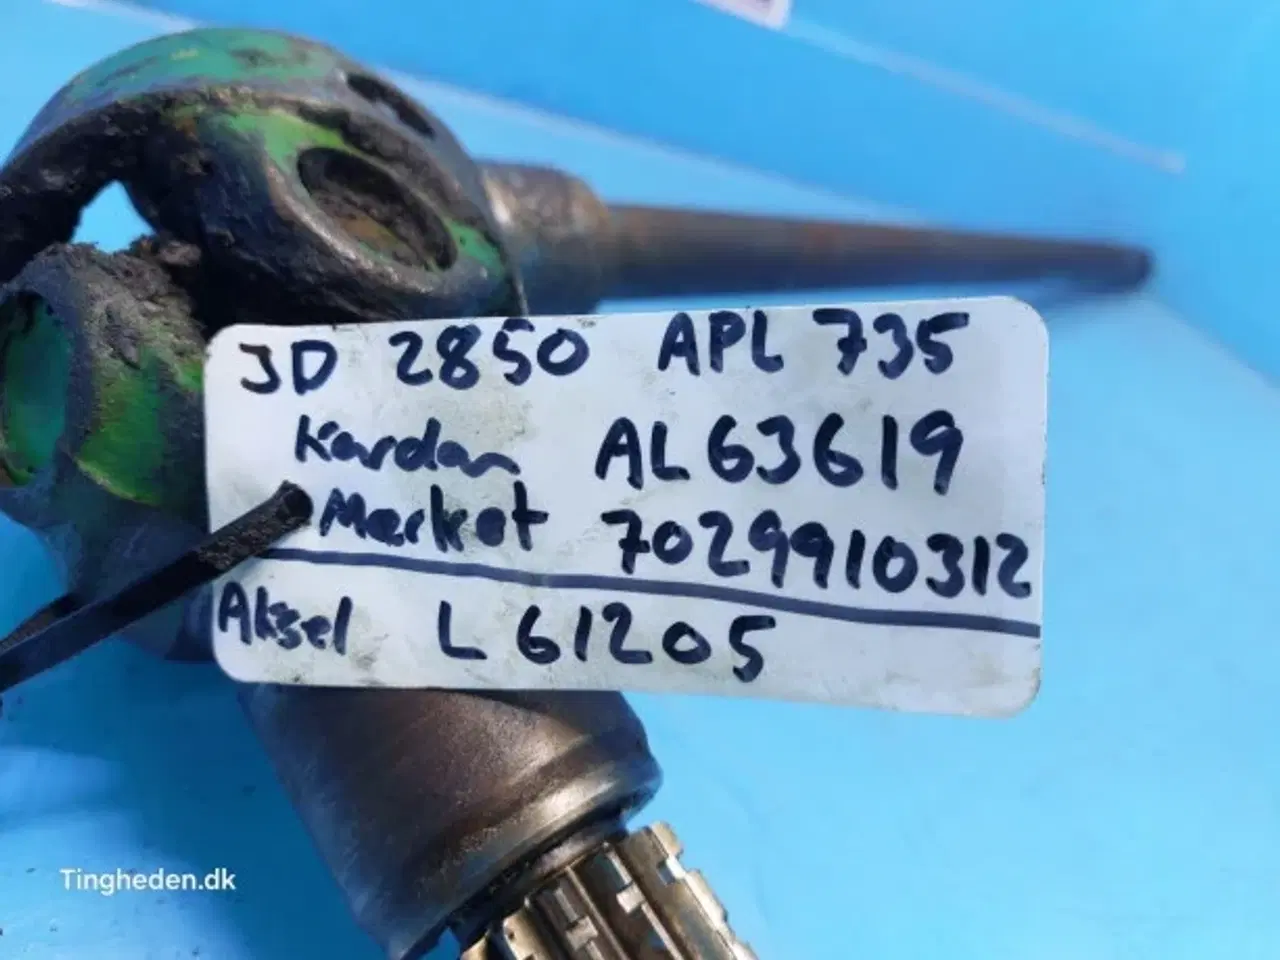 JD 2850 APL 735
Kardan AL63619
Merket 7029910312
Aksel L61205
Tingheden.dk